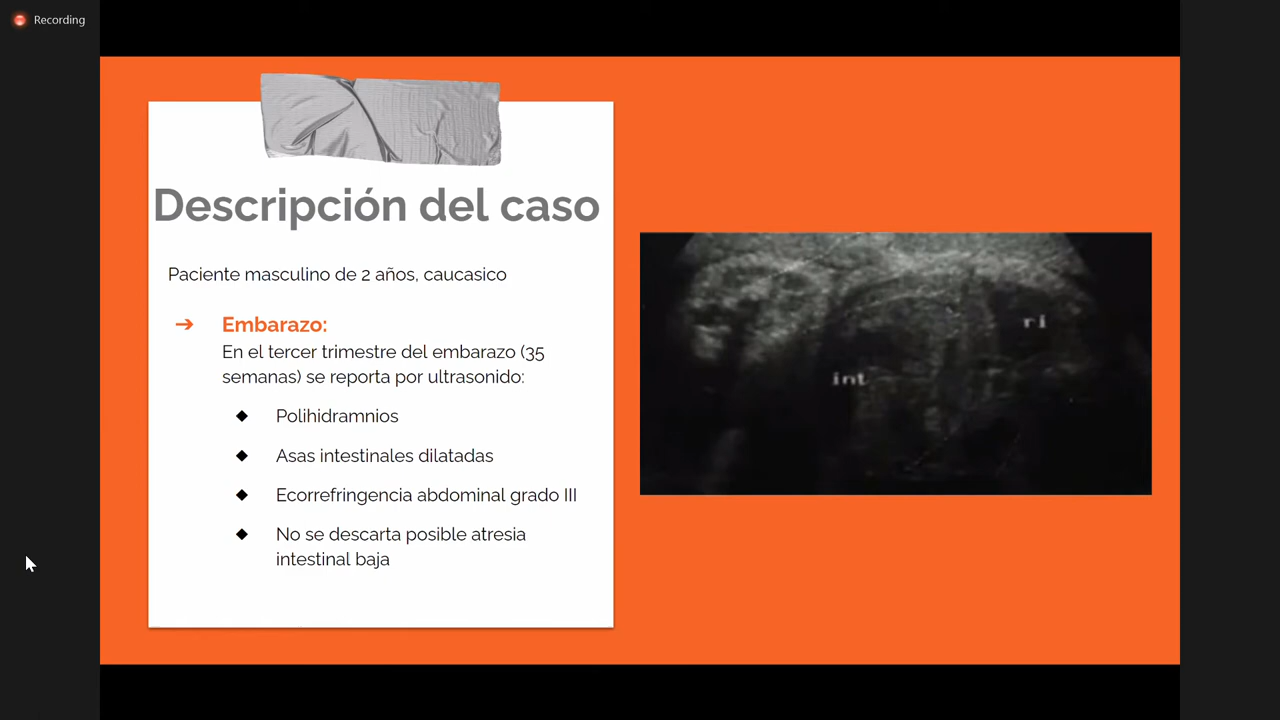 Recording
Descripción del caso
Paciente masculino de 2 años, caucasico
➔ Embarazo:
En el tercer trimestre del embarazo (35
semanas) se reporta por ultrasonido:
◆ Polihidramnios
◆ Asas intestinales dilatadas
◆ Ecorrefringencia abdominal grado III
◆ No se descarta posible atresia
intestinal baja
ri
int